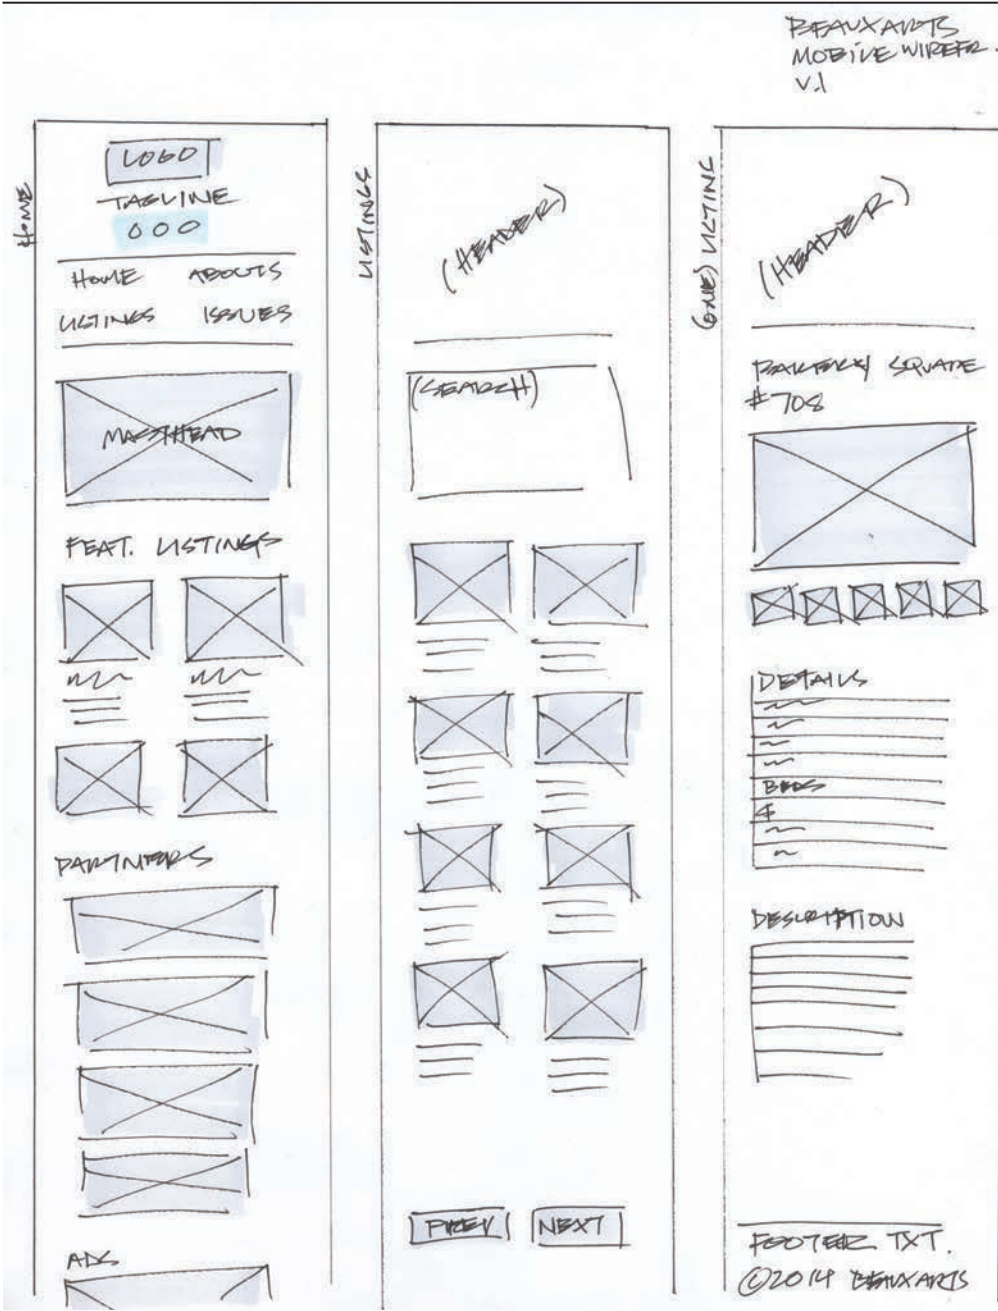 BEAUXARTS
MOBILE WIREFR.
V.1
HOME
LOGO
TAGLINE
HOME ABOUTS
LISTINGS ISSUES
MASTHEAD
FEAT. LISTINGS
PARTNERS
ADS
LISTINGS
(HEADER)
(SEARCH)
PREV NEXT
(ONE) LISTING
(HEADER)
BAKERY SQUARE
#708
DETAILS
BEDS
$
DESCRIPTION
FOOTER TXT.
©2014 BEAUXARTS